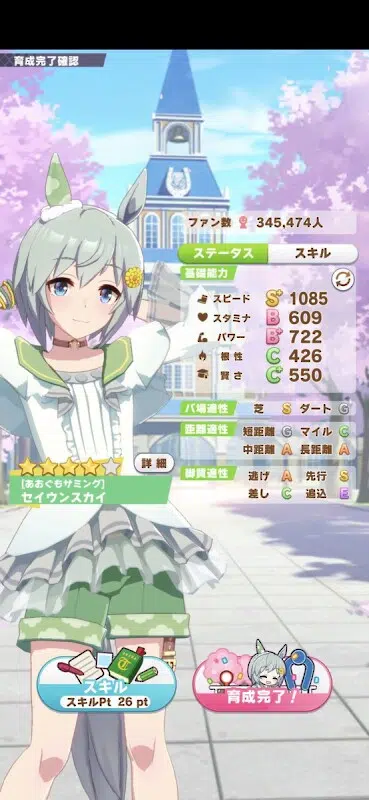 育成完了確認
ファン数 345,474人
ステータス スキル
基礎能力
スピード S+ 1085
スタミナ B 609
パワー B+ 722
根性 C 426
賢さ C+ 550
バ場適性 芝 S ダート G
距離適性 短距離 G マイル C
中距離 A 長距離 A
脚質適性 逃げ A 先行 S
差し C 追込 E
詳細
[あおぐもサミング]
セイウンスカイ
スキル
スキルPt 26 pt
育成完了!